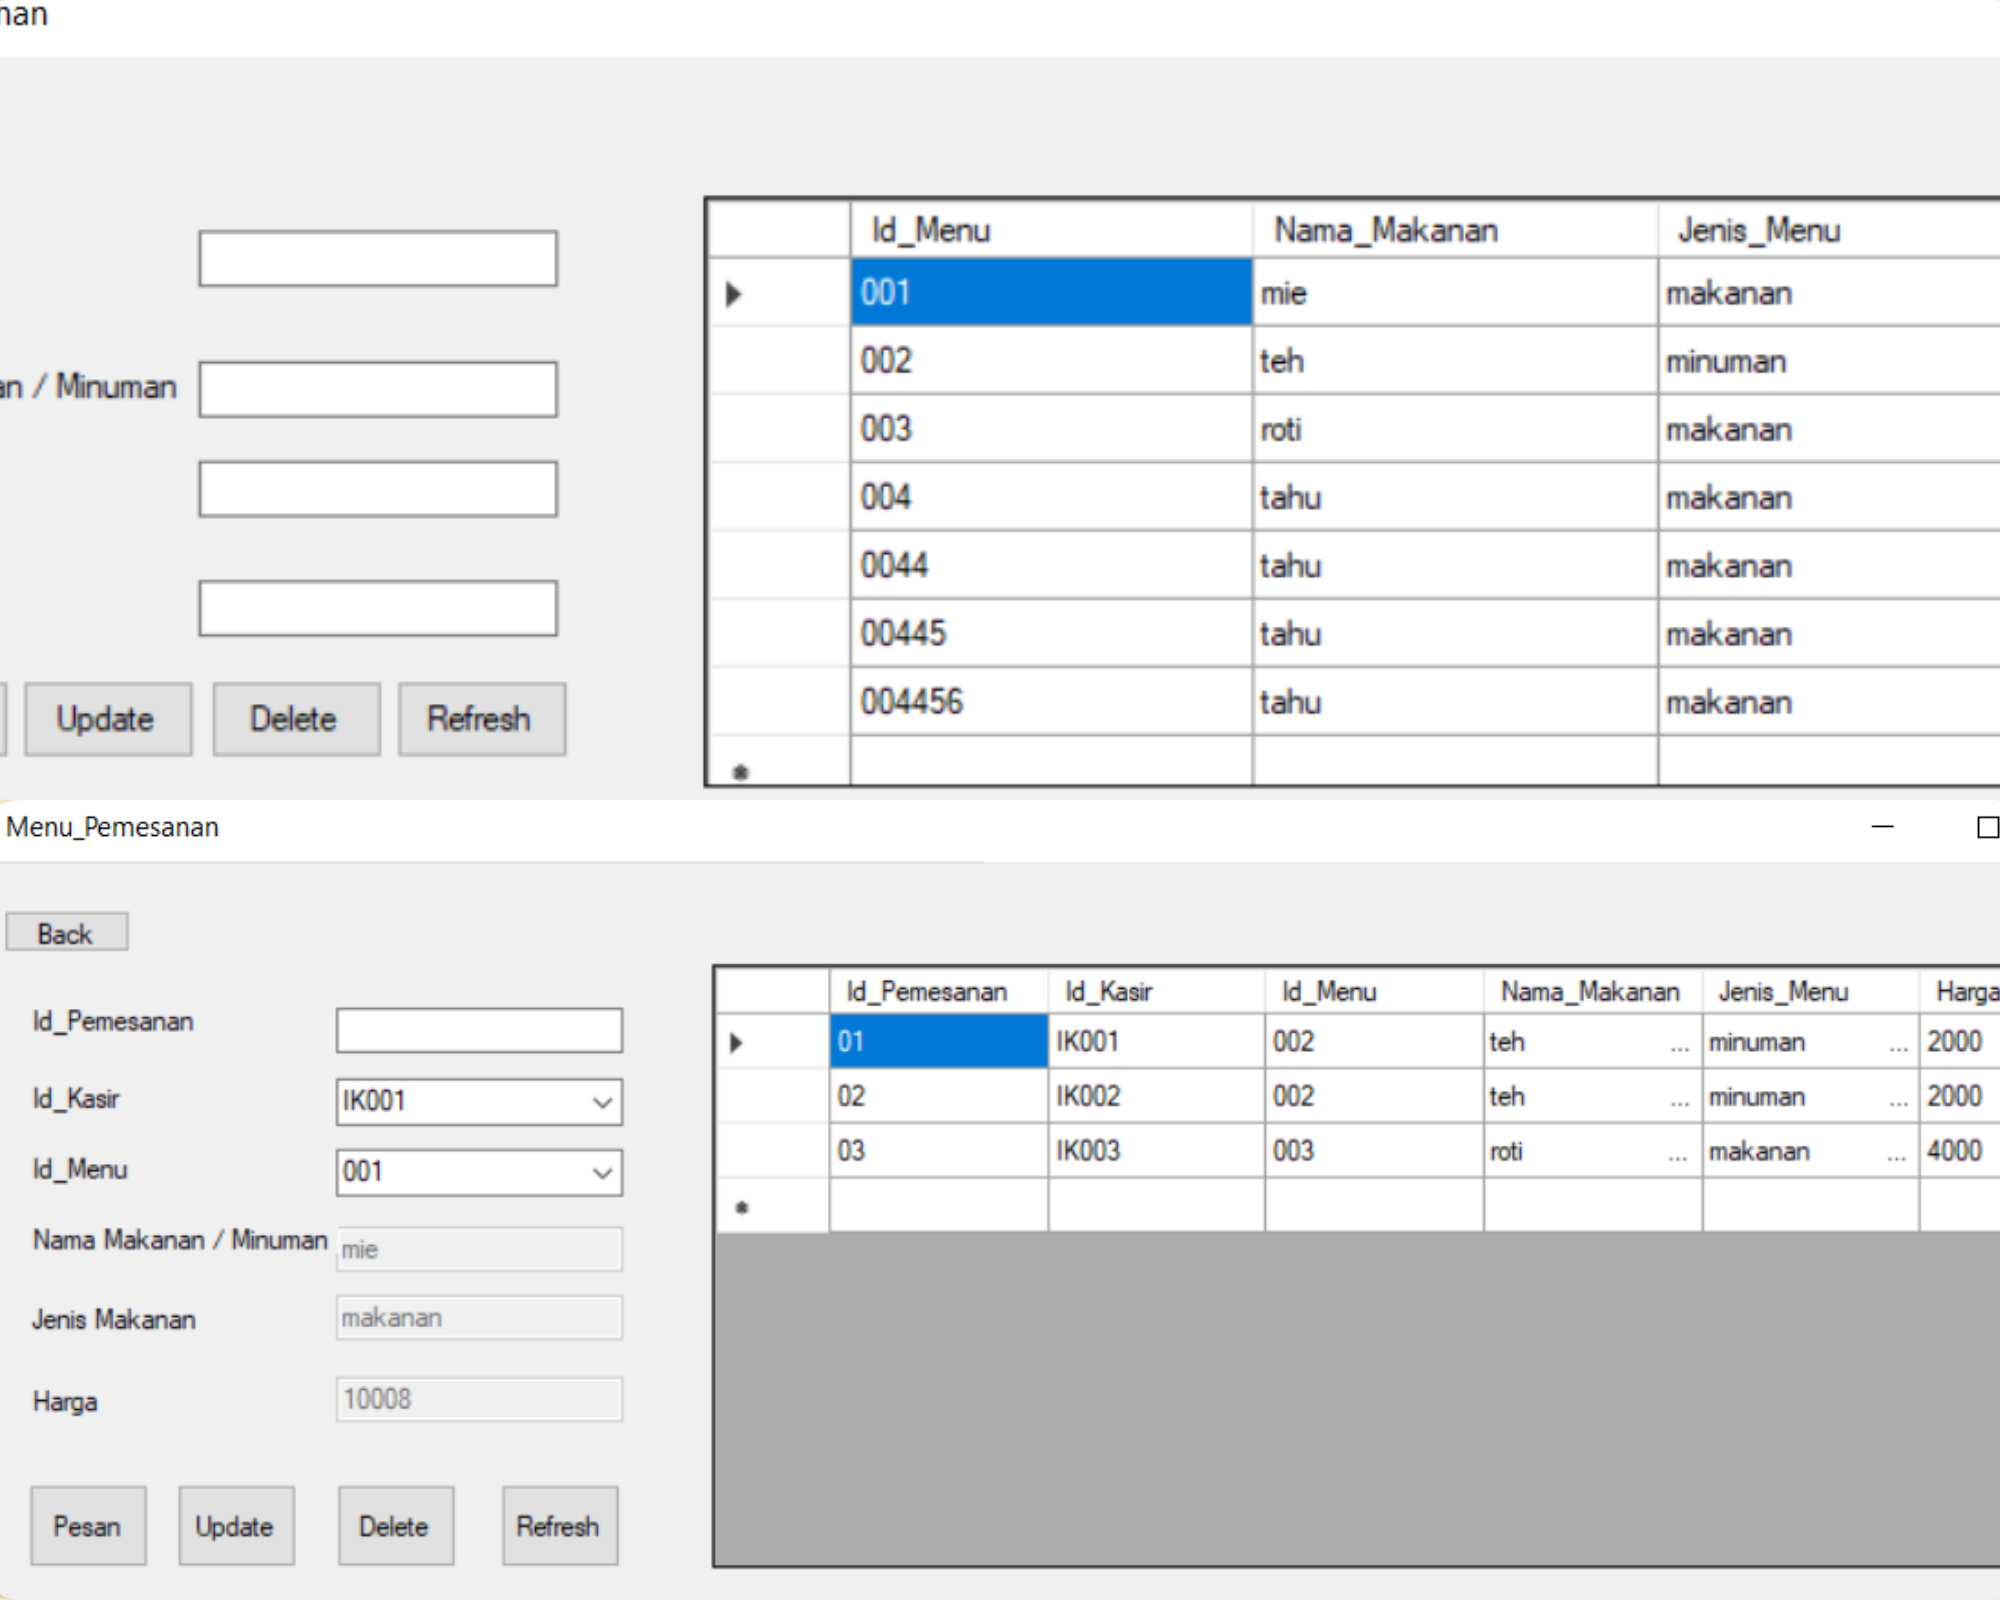 Id_Menu Nama_Makanan Jenis_Menu
001 mie makanan
002 teh minuman
an / Minuman
003 roti makanan
004 tahu makanan
0044 tahu makanan
00445 tahu makanan
004456 tahu makanan
Update Delete Refresh
Menu_Pemesanan
Back
Id_Pemesanan
Id_Kasir IK001
Id_Menu 001
Nama Makanan / Minuman mie
Jenis Makanan makanan
Harga 10008
Pesan Update Delete Refresh
Id_Pemesanan Id_Kasir Id_Menu Nama_Makanan Jenis_Menu Harga
01 IK001 002 teh ... minuman ... 2000
02 IK002 002 teh ... minuman ... 2000
03 IK003 003 roti ... makanan ... 4000